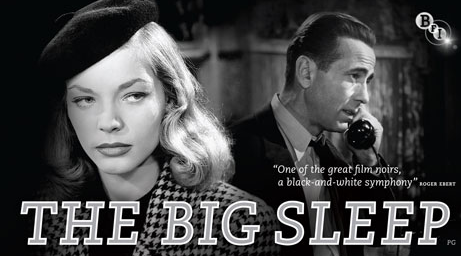 BFI
“One of the great film noirs,
a black-and-white symphony” ROGER EBERT
THE BIG SLEEP
PG